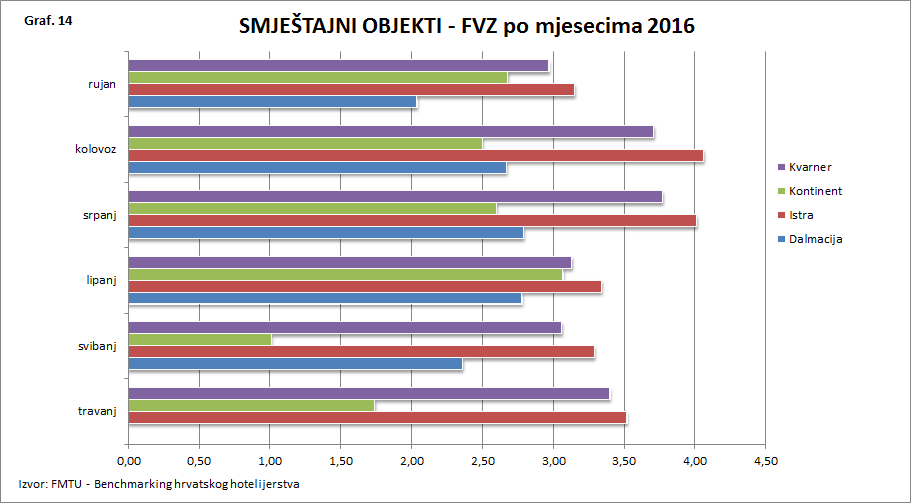 Graf. 14
SMJEŠTAJNI OBJEKTI - FVZ po mjesecima 2016
rujan
kolovoz
srpanj
lipanj
svibanj
travanj
Kvarner
Kontinent
Istra
Dalmacija
0,00 0,50 1,00 1,50 2,00 2,50 3,00 3,50 4,00 4,50
Izvor: FMTU - Benchmarking hrvatskog hotelijerstva